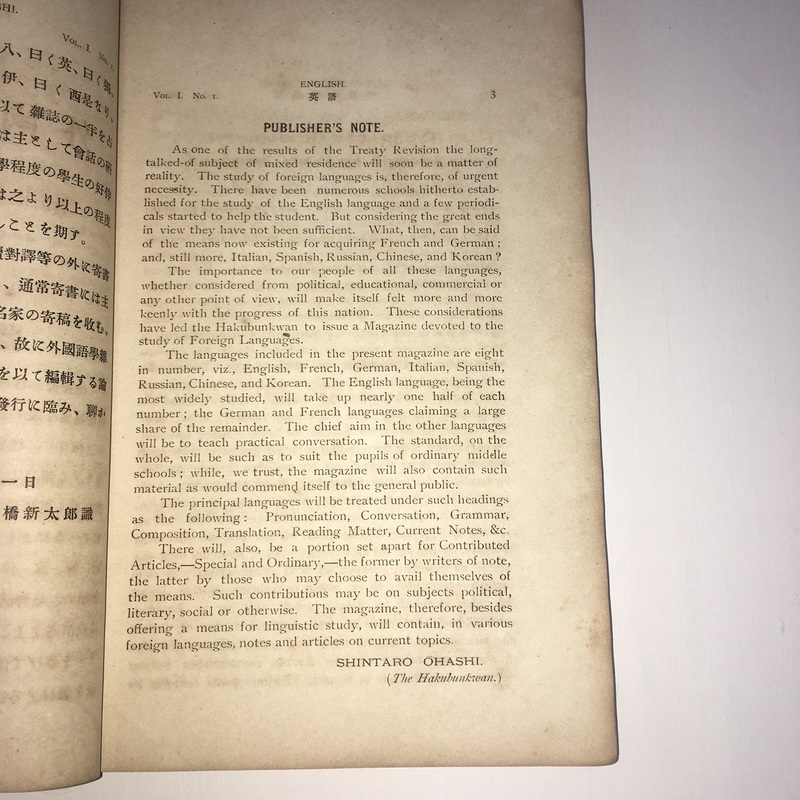 ENGLISH.
VOL. I. No. 1.
英語
3
PUBLISHER'S NOTE.
As one of the results of the Treaty Revision the long-
talked-of subject of mixed residence will soon be a matter of
reality. The study of foreign languages is, therefore, of urgent
necessity. There have been numerous schools hitherto estab-
lished for the study of the English language and a few periodi-
cals started to help the student. But considering the great ends
in view they have not been sufficient. What, then, can be said
of the means now existing for acquiring French and German;
and, still more, Italian, Spanish, Russian, Chinese, and Korean?
The importance to our people of all these languages,
whether considered from political, educational, commercial or
any other point of view, will make itself felt more and more
keenly with the progress of this nation. These considerations
have led the Hakubunkwan to issue a Magazine devoted to the
study of Foreign Languages.
The languages included in the present magazine are eight
in number, viz., English, French, German, Italian, Spanish,
Russian, Chinese, and Korean. The English language, being the
most widely studied, will take up nearly one half of each
number; the German and French languages claiming a large
share of the remainder. The chief aim in the other languages
will be to teach practical conversation. The standard, on the
whole, will be such as to suit the pupils of ordinary middle
schools; while, we trust, the magazine will also contain such
material as would commend itself to the general public.
The principal languages will be treated under such headings
as the following: Pronunciation, Conversation, Grammar,
Composition, Translation, Reading Matter, Current Notes, &c.
There will, also, be a portion set apart for Contributed
Articles,—Special and Ordinary,—the former by writers of note,
the latter by those who may choose to avail themselves of
the means. Such contributions may be on subjects political,
literary, social or otherwise. The magazine, therefore, besides
offering a means for linguistic study, will contain, in various
foreign languages, notes and articles on current topics.
SHINTARO OHASHI.
(The Hakubunkwan.)
SHI.
VOL. I. No.
八、曰く英、曰く
伊、曰く西是なり、
以て雑誌の一半を占
は主として會話の研
學程度の學生の好伴
は之より以上の程度
しことを期す。
對譯等の外に寄書
、通常寄書には主
名家の寄稿を收む、
、故に外國語學雜
を以て編輯する論
發行に臨み、聊か
一日
橋新太郎識